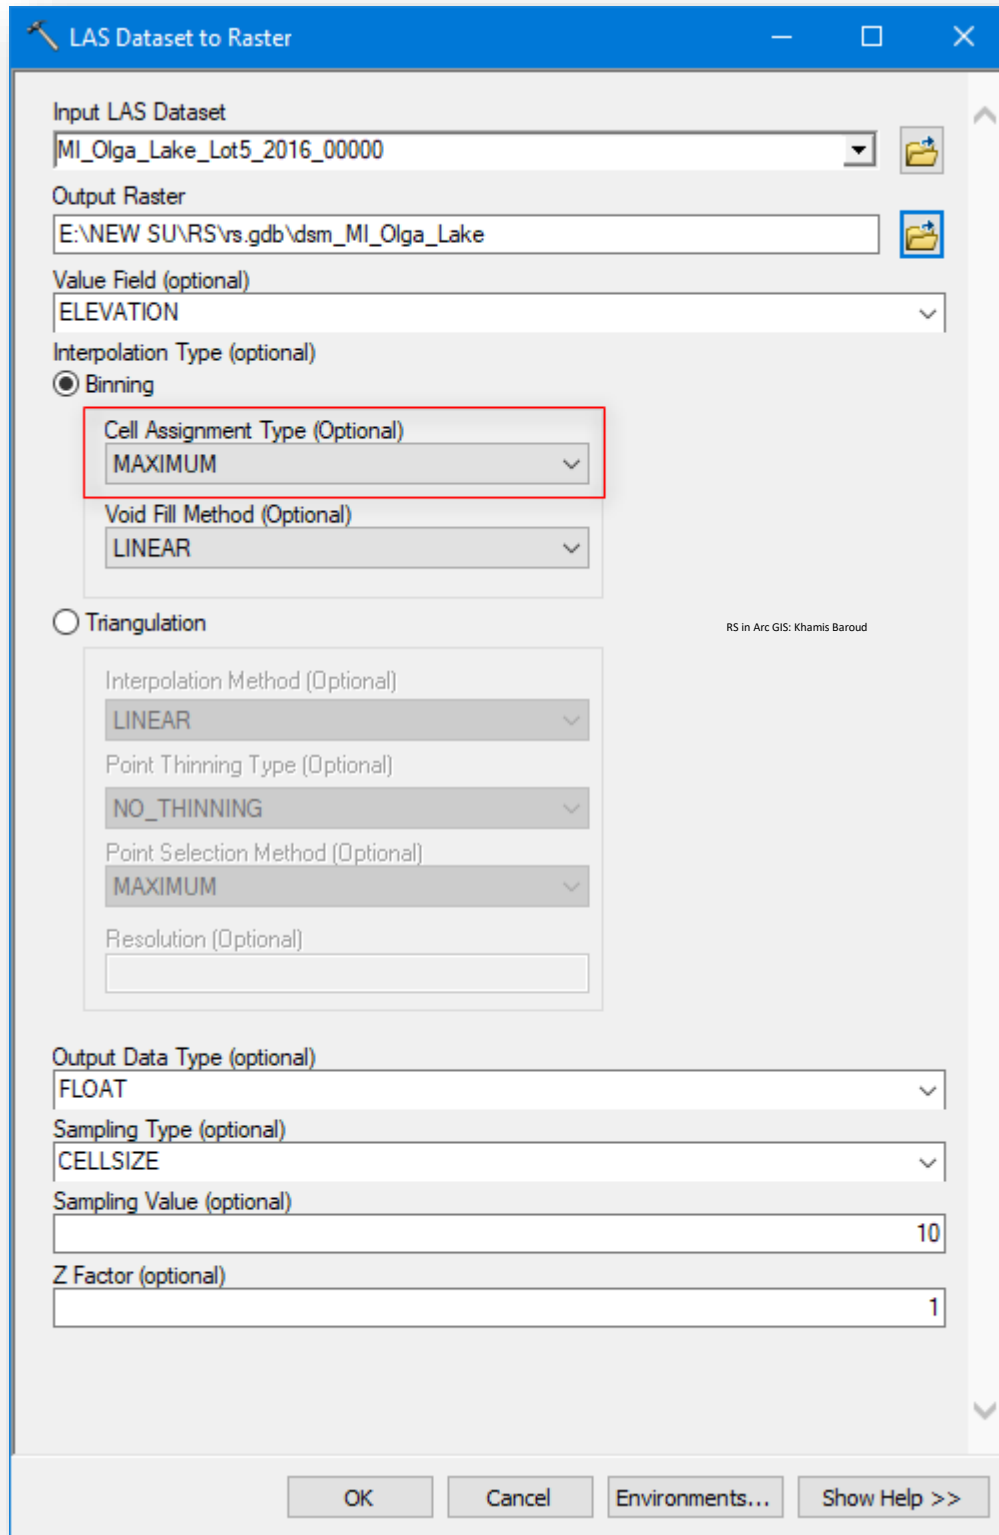 LAS Dataset to Raster
Input LAS Dataset
MI_Olga_Lake_Lot5_2016_00000
Output Raster
E:\NEW SU\RS\rs.gdb\dsm_MI_Olga_Lake
Value Field (optional)
ELEVATION
Interpolation Type (optional)
Binning
Cell Assignment Type (Optional)
MAXIMUM
Void Fill Method (Optional)
LINEAR
Triangulation
RS in Arc GIS: Khamis Baroud
Interpolation Method (Optional)
LINEAR
Point Thinning Type (Optional)
NO_THINNING
Point Selection Method (Optional)
MAXIMUM
Resolution (Optional)
Output Data Type (optional)
FLOAT
Sampling Type (optional)
CELLSIZE
Sampling Value (optional)
10
Z Factor (optional)
1
OK Cancel Environments... Show Help >>